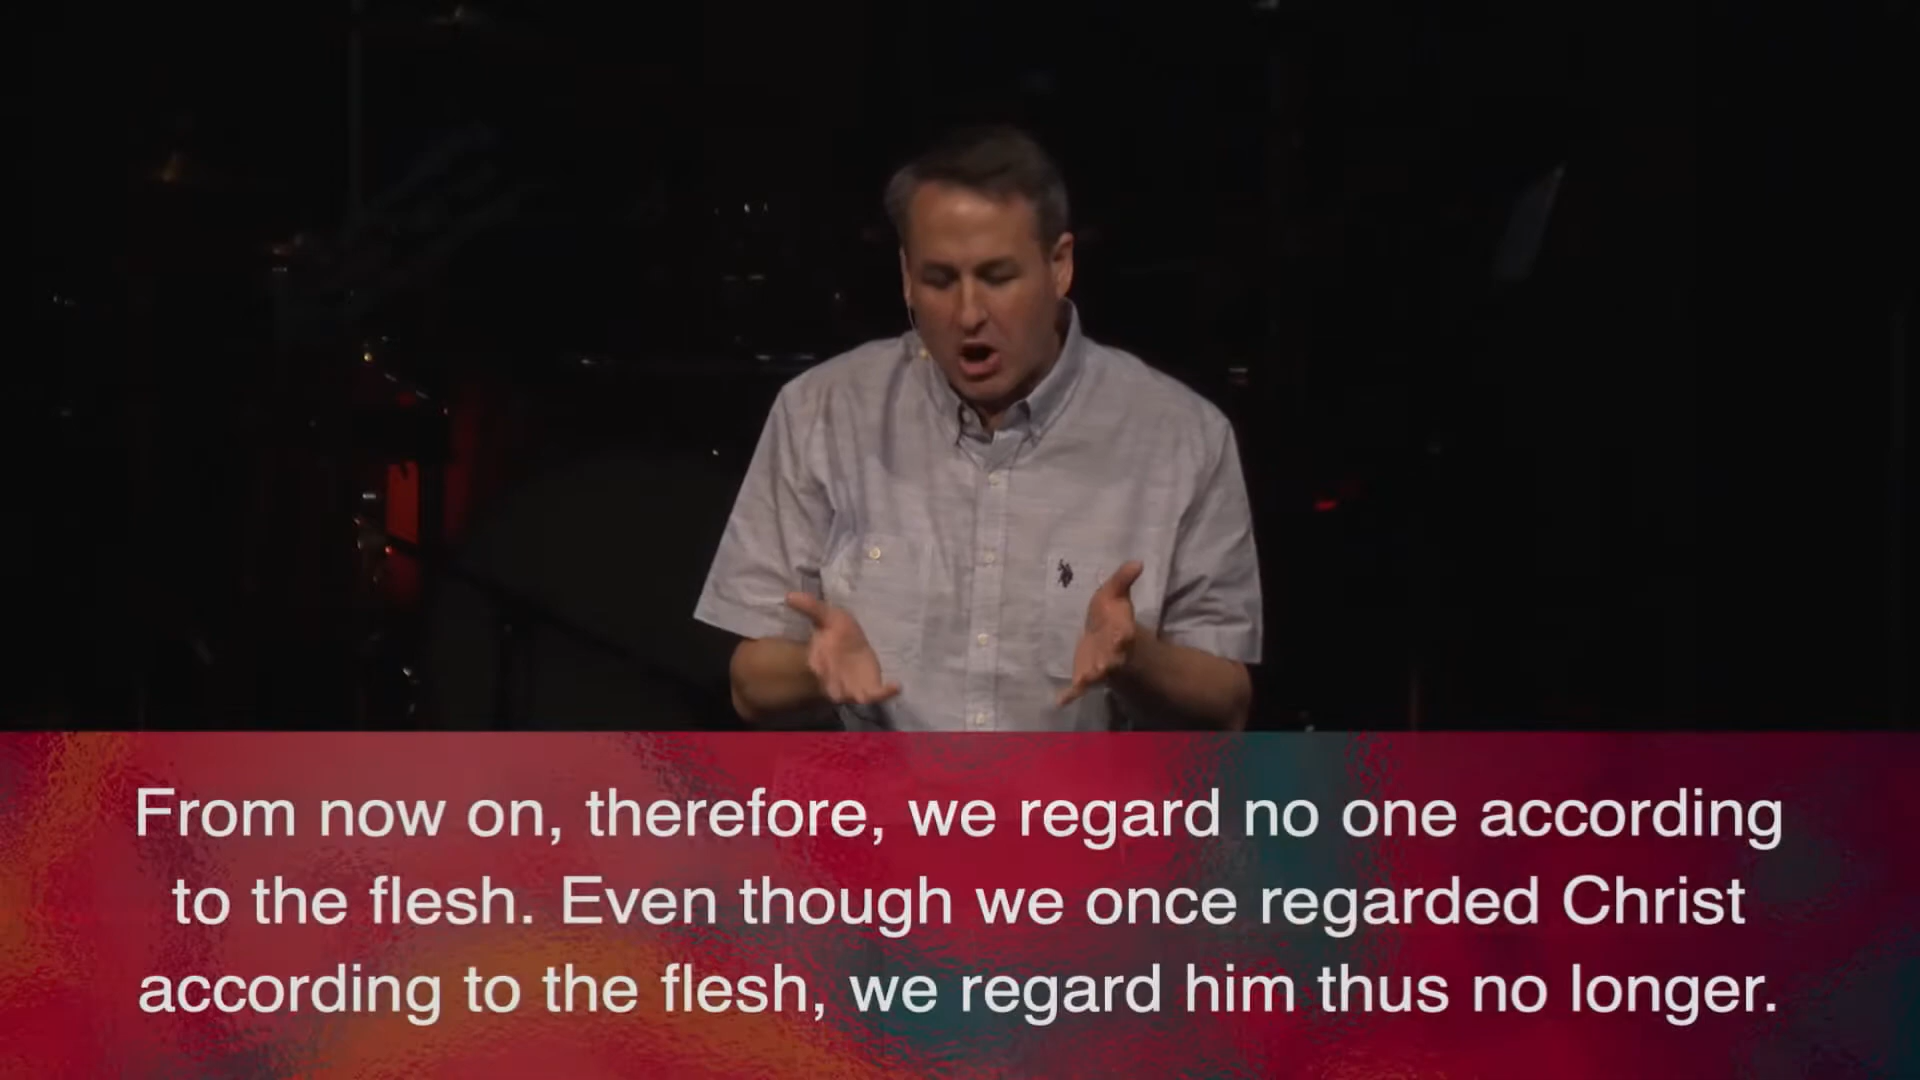 From now on, therefore, we regard no one according
to the flesh. Even though we once regarded Christ
according to the flesh, we regard him thus no longer.